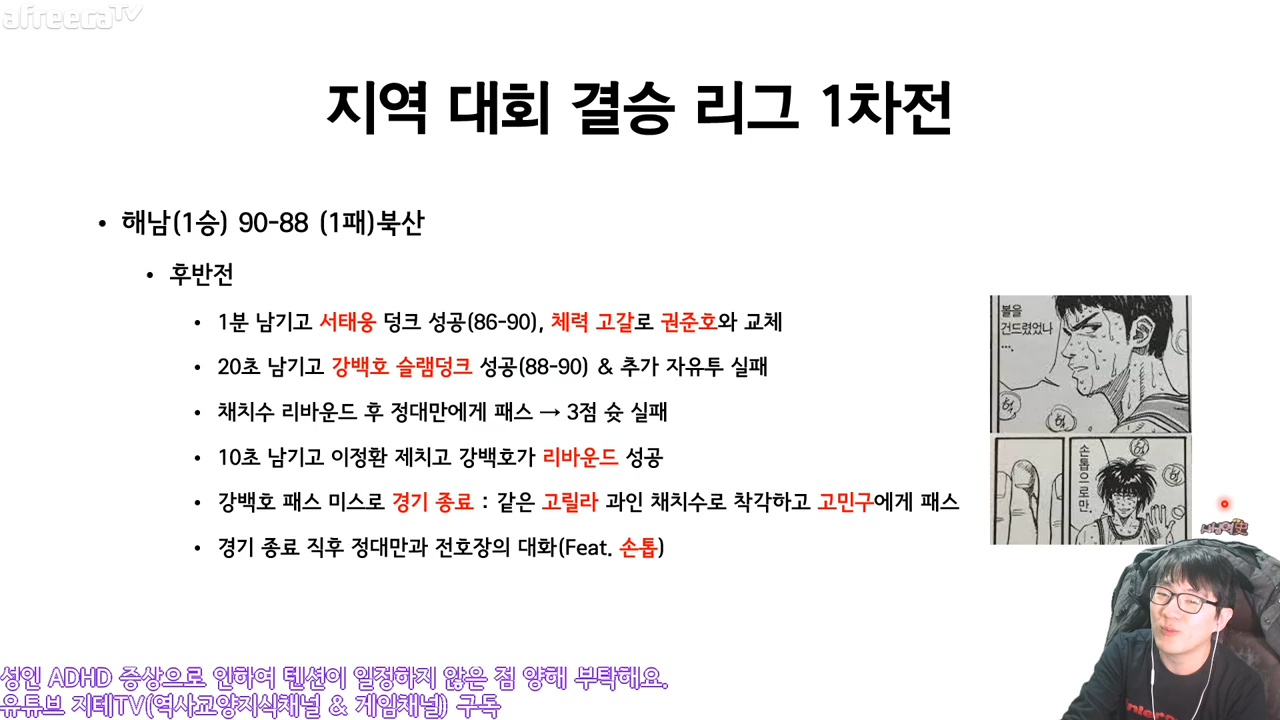 afreecaTV
지역 대회 결승 리그 1차전
• 해남(1승) 90-88 (1패)북산
• 후반전
• 1분 남기고 서태웅 덩크 성공(86-90), 체력 고갈로 권준호와 교체
• 20초 남기고 강백호 슬램덩크 성공(88-90) & 추가 자유투 실패
• 채치수 리바운드 후 정대만에게 패스 → 3점 슛 실패
• 10초 남기고 이정환 제치고 강백호가 리바운드 성공
• 강백호 패스 미스로 경기 종료 : 같은 고릴라 과인 채치수로 착각하고 고민구에게 패스
• 경기 종료 직후 정대만과 전호장의 대화(Feat. 손톱)
볼을
건드렸었나
...
헉
헉
손톱으로만.
헉
헉
성인 ADHD 증상으로 인하여 텐션이 일정하지 않은 점 양해 부탁해요.
유튜브 지테TV(역사교양지식채널 & 게임채널) 구독